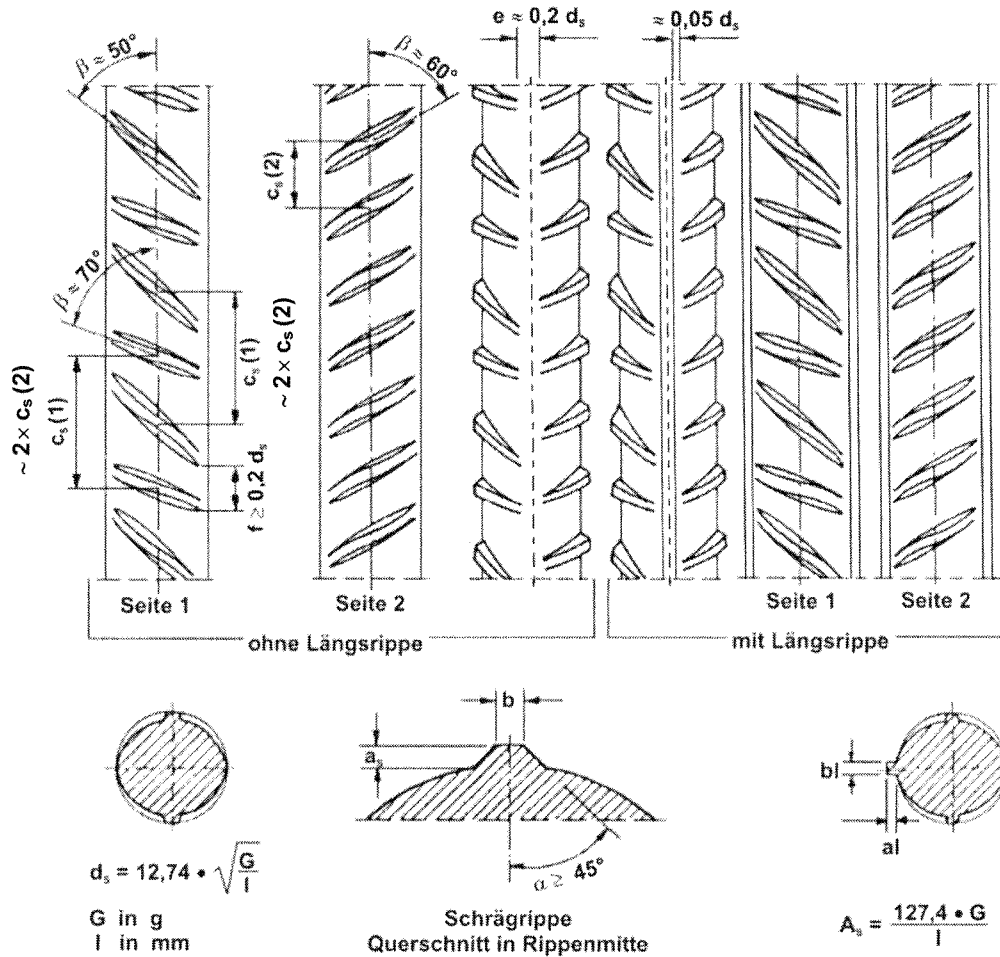 e ≈ 0,2 dₛ
≈ 0,05 dₛ
β ≈ 50°
β ≈ 60°
cₛ (2)
β ≈ 70°
~ 2 × cₛ (2)
cₛ (1)
cₛ (1)
~ 2 × cₛ (2)
f ≥ 0,2 dₛ
Seite 1
Seite 2
Seite 1
Seite 2
ohne Längsrippe
mit Längsrippe
b
aₛ
α ≥ 45°
bl
al
dₛ = 12,74 • √(G/l)
G in g
l in mm
Schrägrippe
Querschnitt in Rippenmitte
Aₛ = 127,4 • G / l